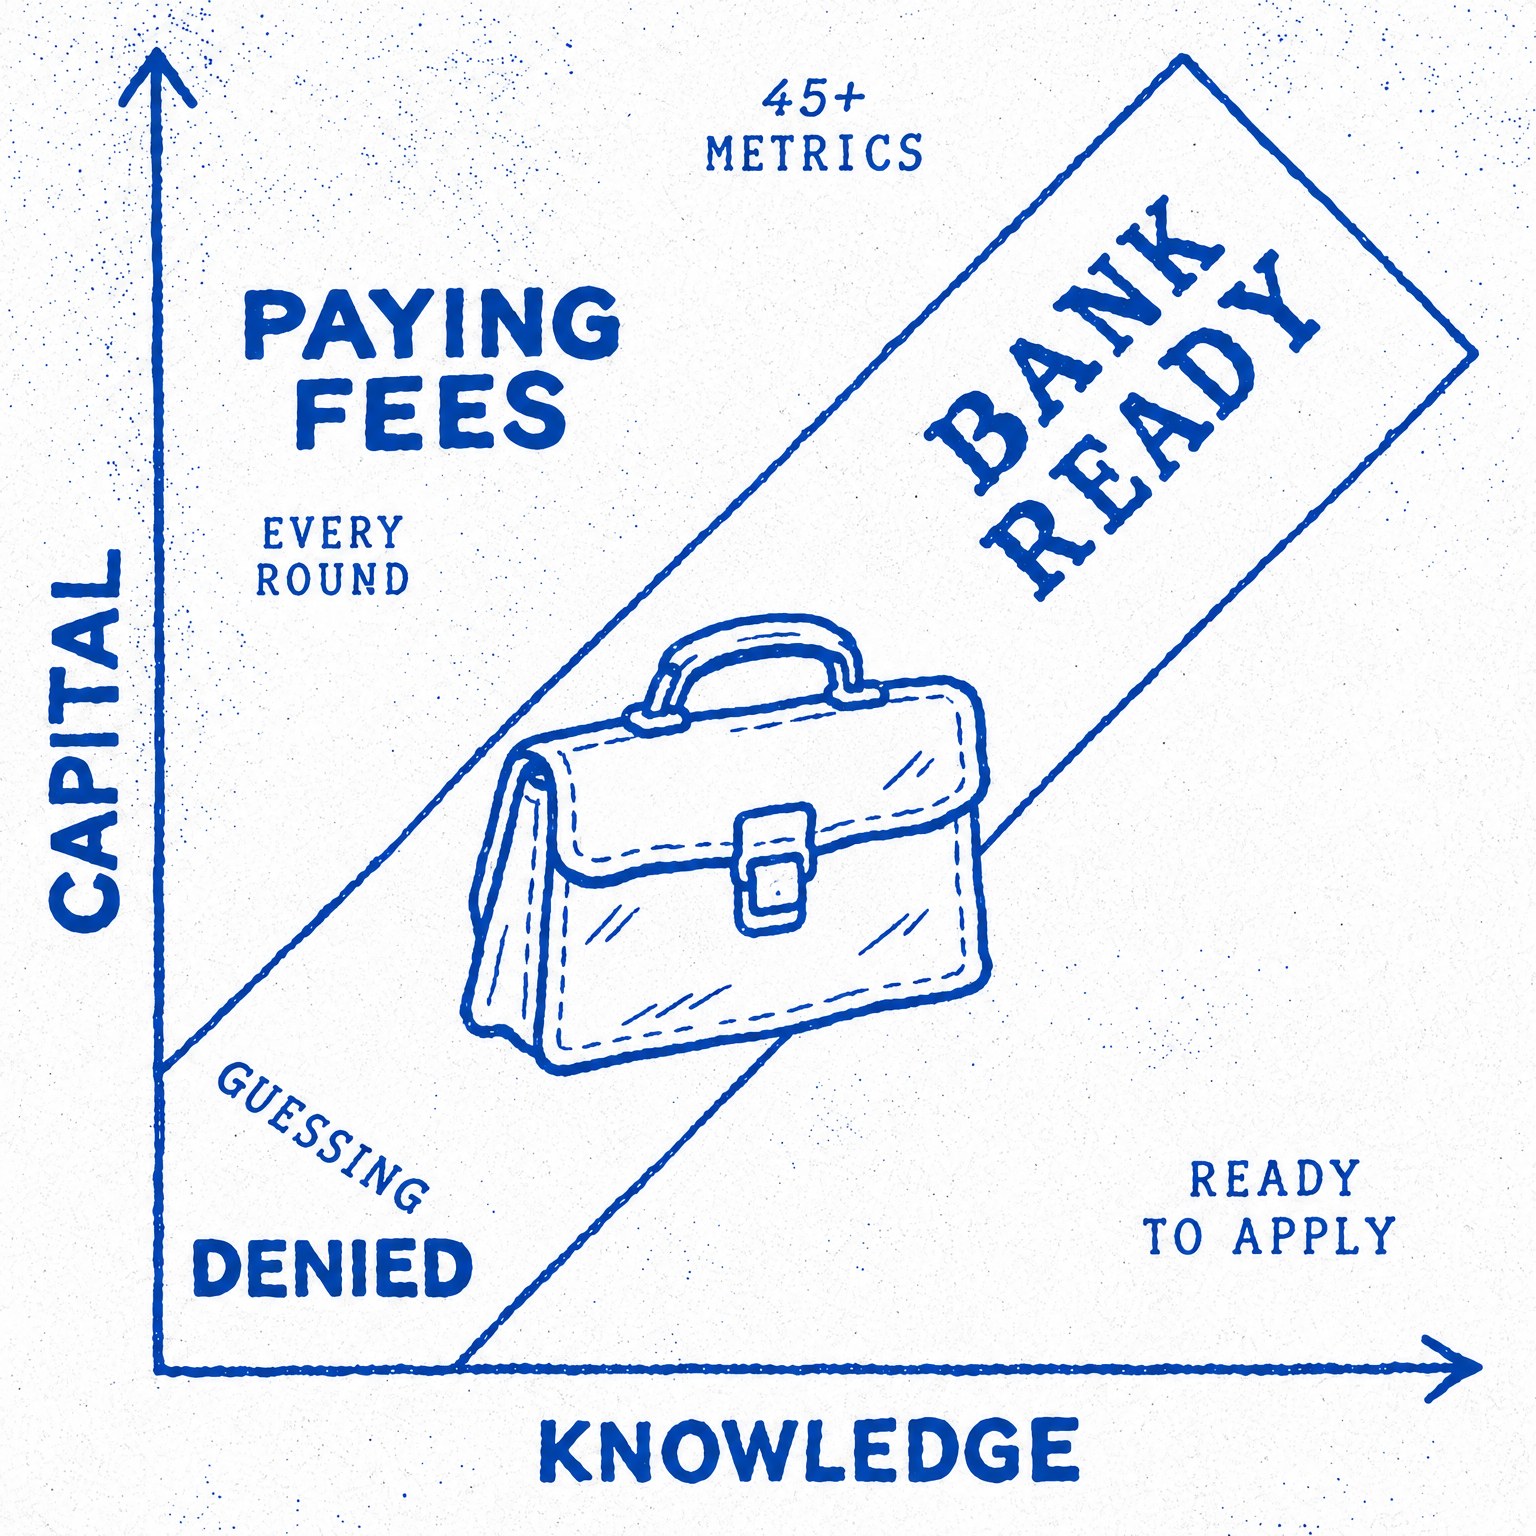 45+
METRICS
PAYING
FEES
EVERY
ROUND
BANK
READY
CAPITAL
GUESSING
DENIED
READY
TO APPLY
KNOWLEDGE